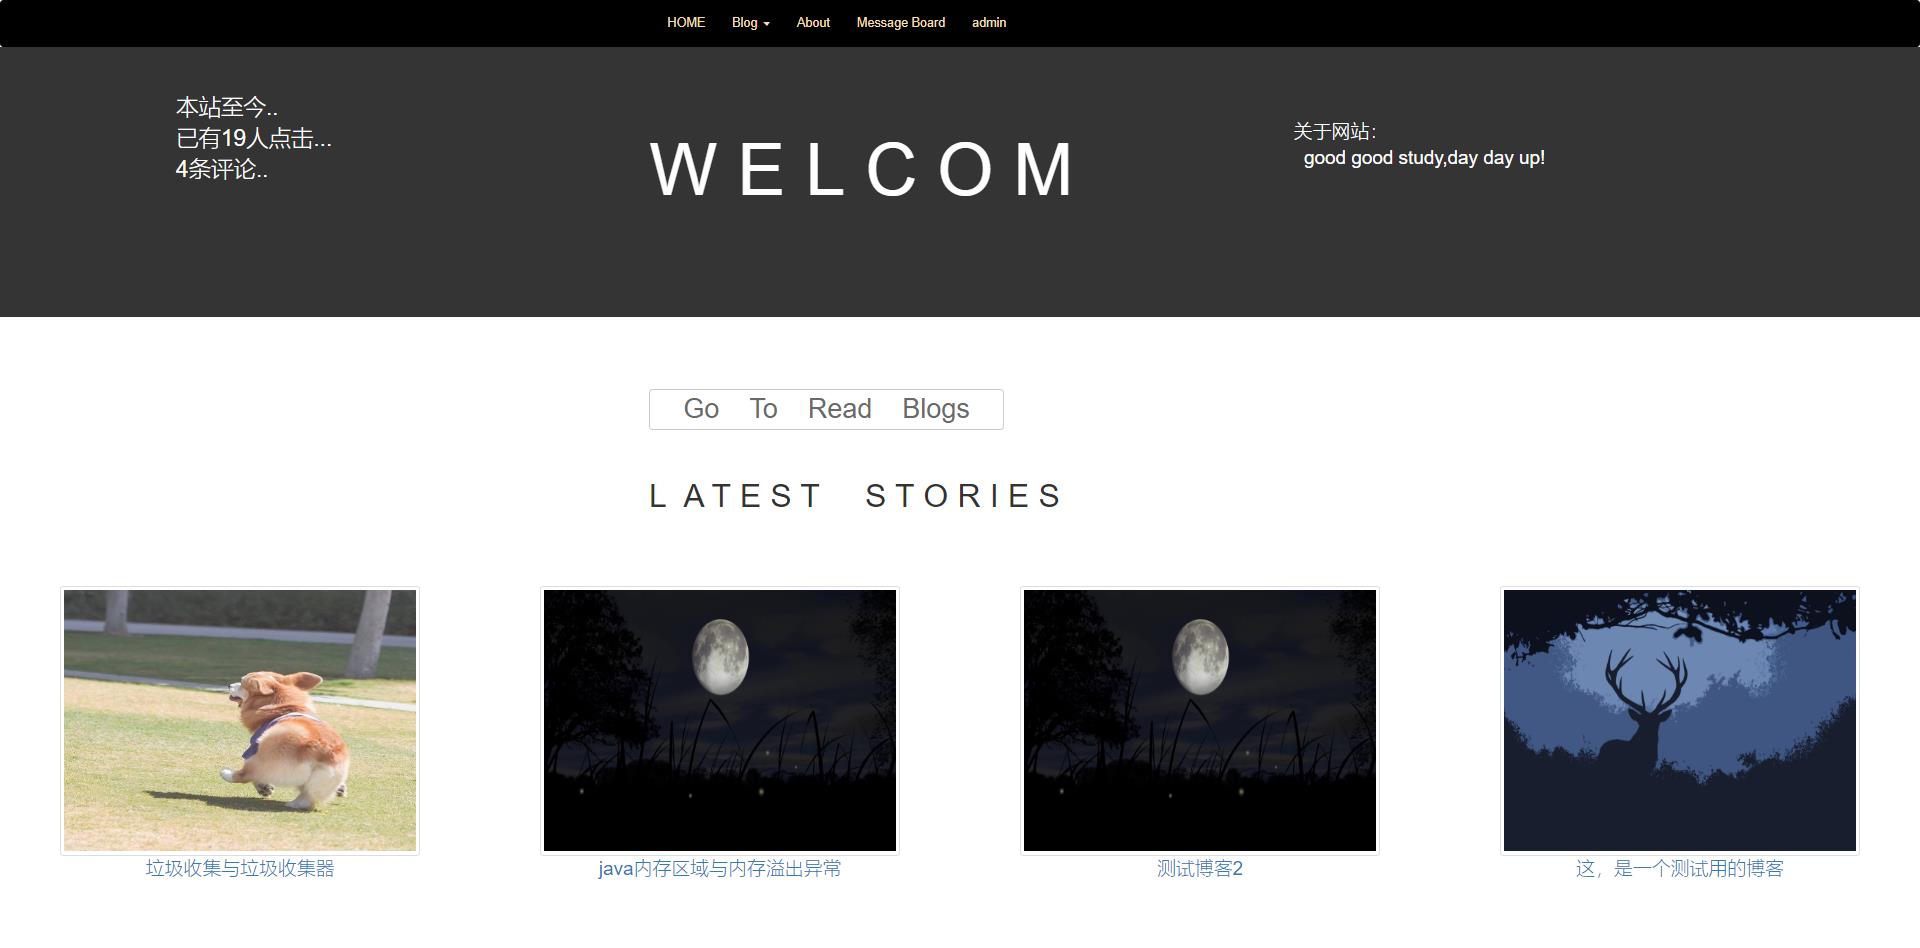 HOME Blog About Message Board admin
本站至今..
已有19人点击...
4条评论..
WELCOM
关于网站：
good good study,day day up!
Go To Read Blogs
LATEST STORIES
垃圾收集与垃圾收集器
java内存区域与内存溢出异常
测试博客2
这，是一个测试用的博客